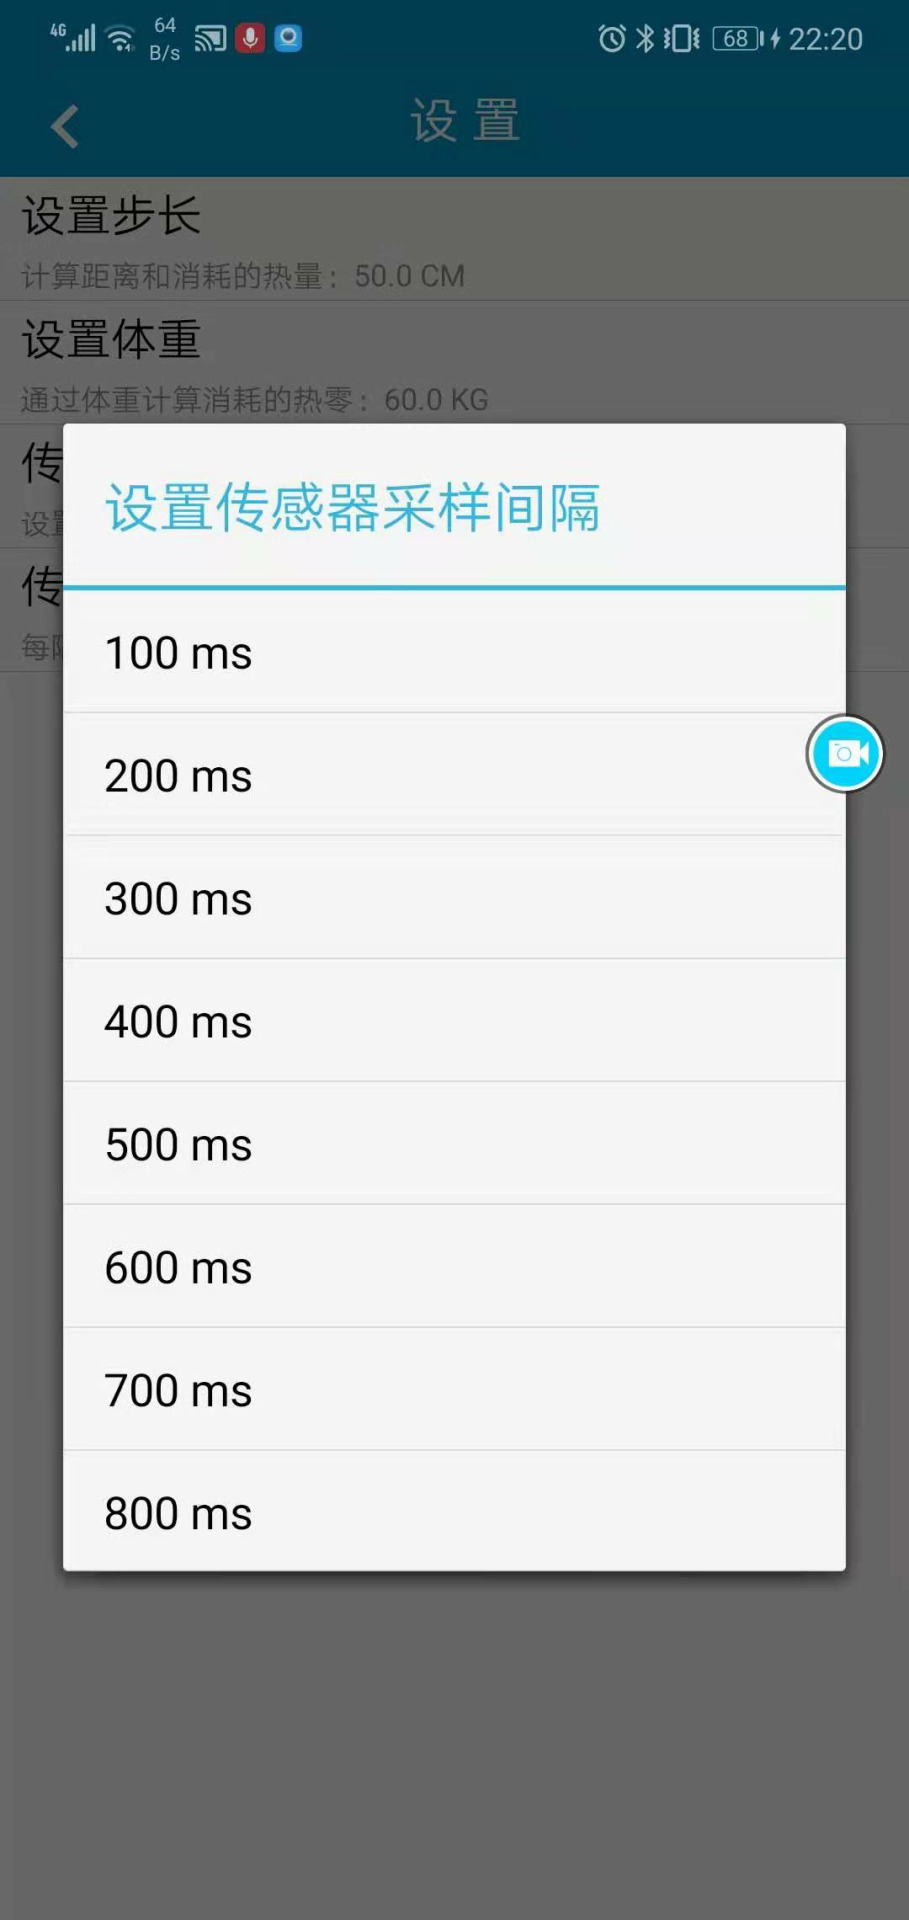 4G 64 B/s 68 22:20
设 置
设置步长
计算距离和消耗的热量：50.0 CM
设置体重
通过体重计算消耗的热零：60.0 KG
传
设置
传
每隔
设置传感器采样间隔
100 ms
200 ms
300 ms
400 ms
500 ms
600 ms
700 ms
800 ms